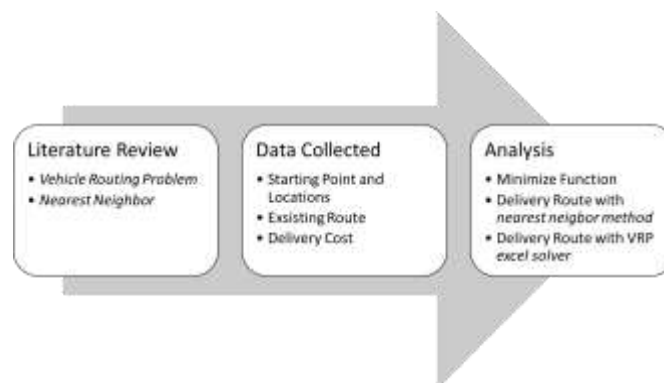 Literature Review
• Vehicle Routing Problem
• Nearest Neighbor
Data Collected
• Starting Point and
Locations
• Exsisting Route
• Delivery Cost
Analysis
• Minimize Function
• Delivery Route with
nearest neigbor method
• Delivery Route with VRP
excel solver